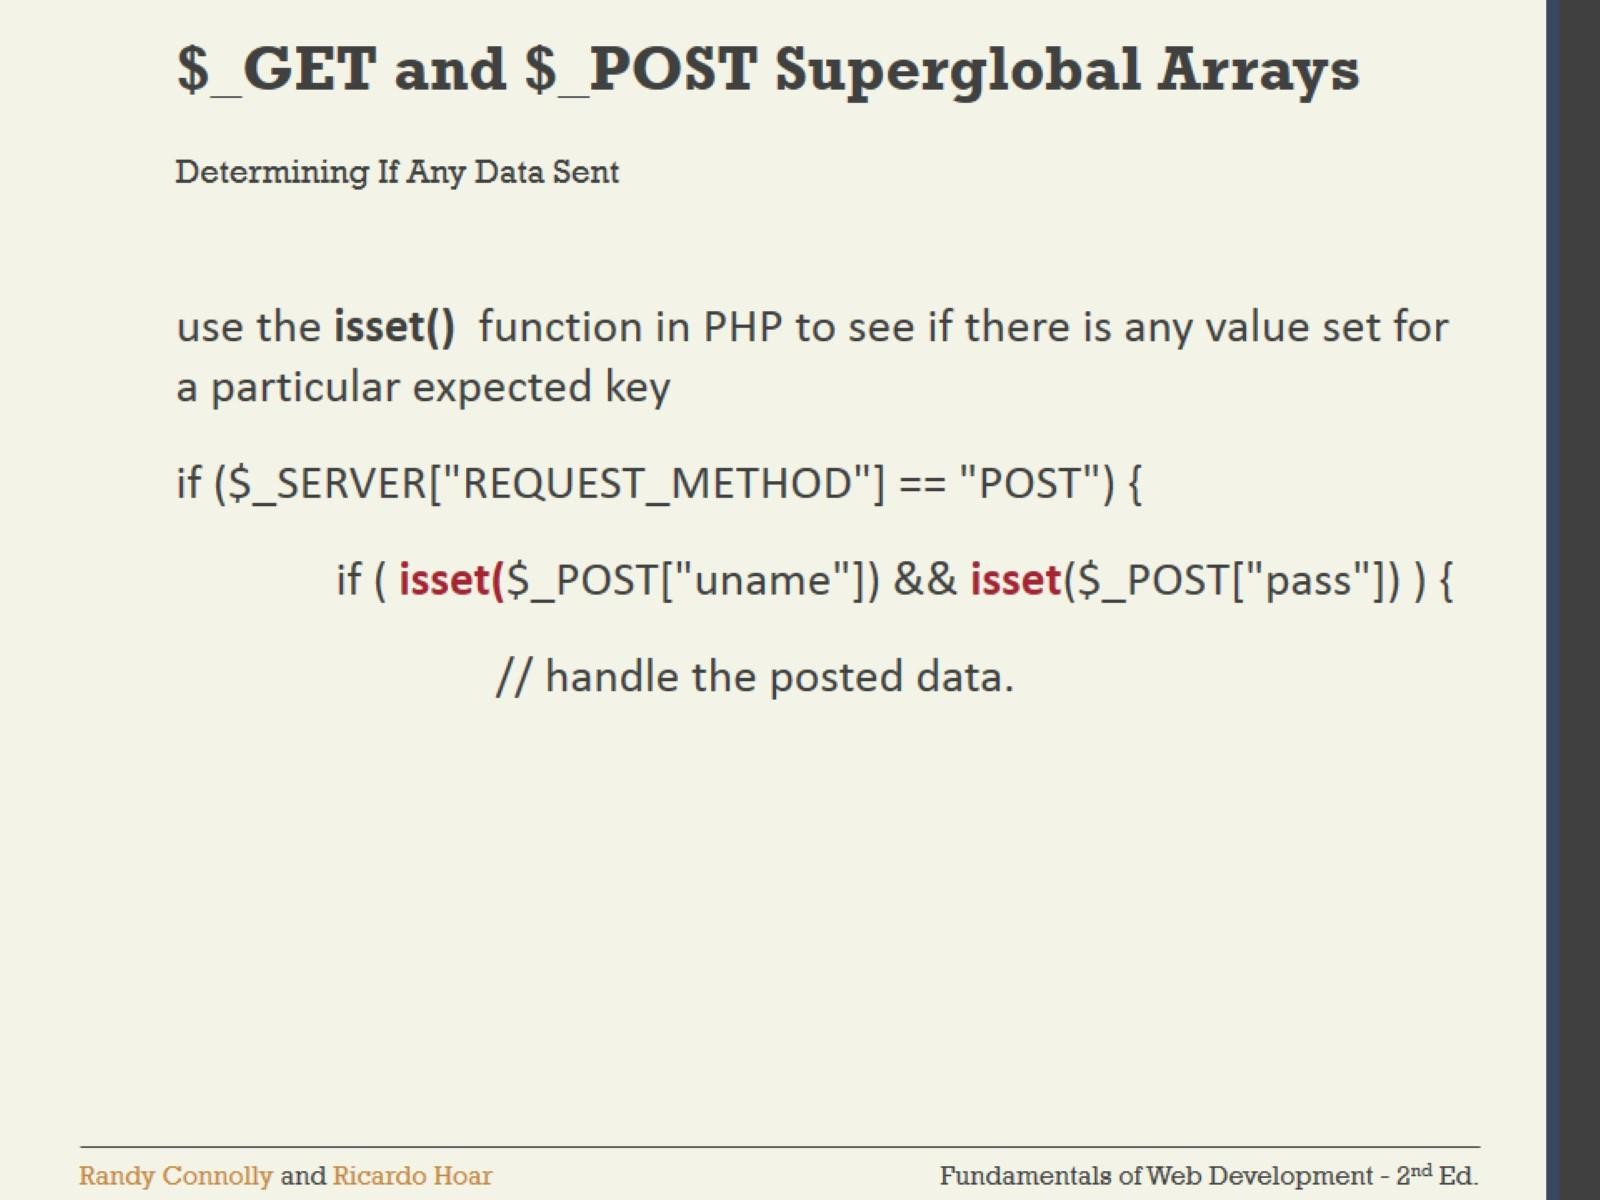 $_GET and $_POST Superglobal Arrays
Determining If Any Data Sent
use the isset()  function in PHP to see if there is any value set for
a particular expected key
if ($_SERVER["REQUEST_METHOD"] == "POST") {
if ( isset($_POST["uname"]) && isset($_POST["pass"]) ) {
// handle the posted data.
Randy Connolly and Ricardo Hoar
Fundamentals of Web Development - 2nd Ed.